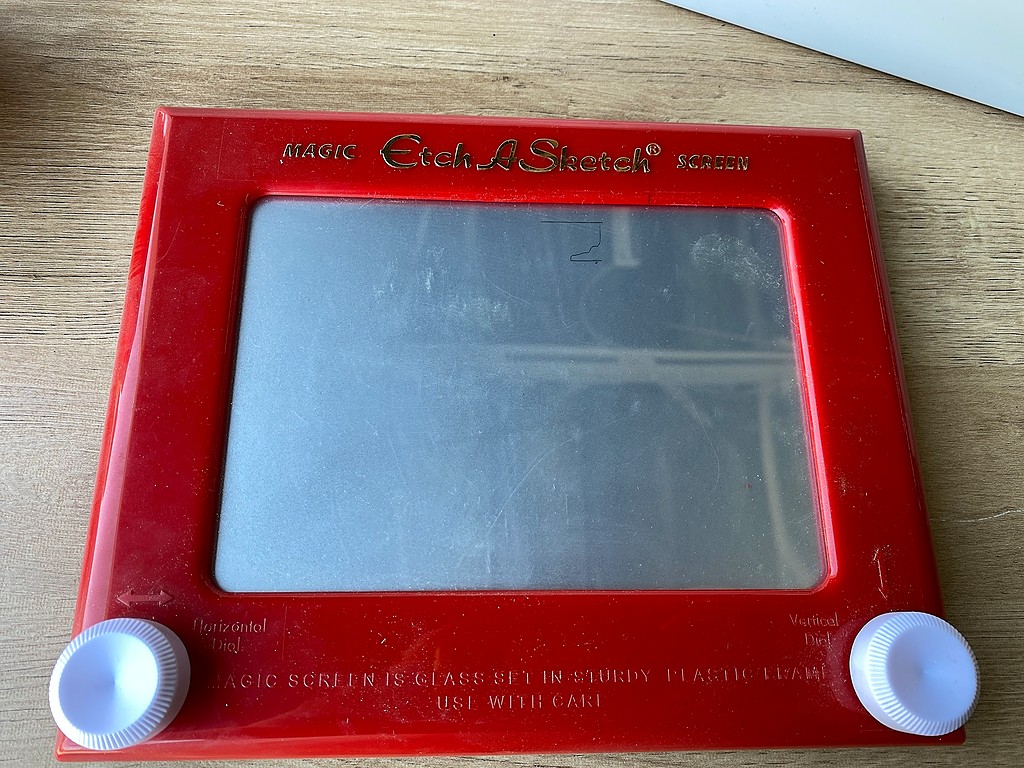 MAGIC Etch A Sketch® SCREEN
Horizontal
Dial
Vertical
Dial
MAGIC SCREEN IS GLASS SET IN STURDY PLASTIC FRAME
USE WITH CARE